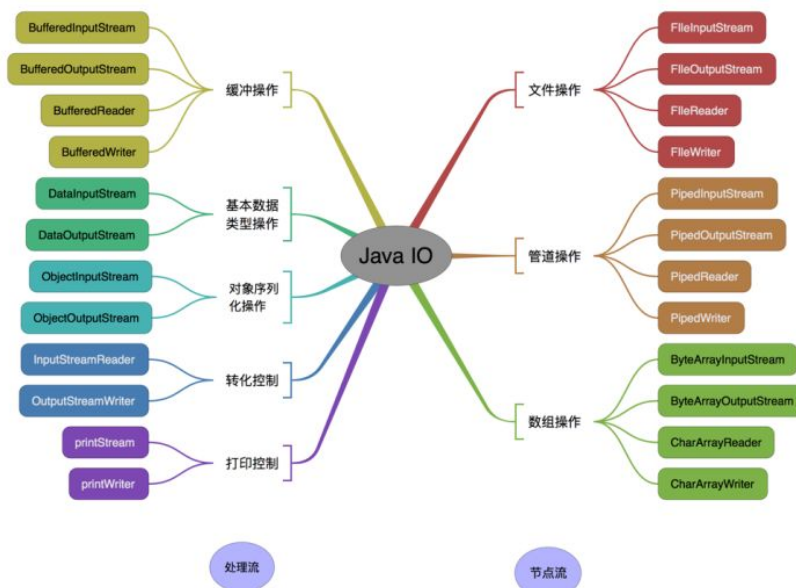 BufferedInputStream
BufferedOutputStream
BufferedReader
BufferedWriter
缓冲操作
DataInputStream
DataOutputStream
基本数据
类型操作
ObjectInputStream
ObjectOutputStream
对象序列
化操作
InputStreamReader
OutputStreamWriter
转化控制
printStream
printWriter
打印控制
Java IO
文件操作
FIleInputStream
FIleOutputStream
FIleReader
FIleWriter
管道操作
PipedInputStream
PipedOutputStream
PipedReader
PipedWriter
数组操作
ByteArrayInputStream
ByteArrayOutputStream
CharArrayReader
CharArrayWriter
处理流
节点流